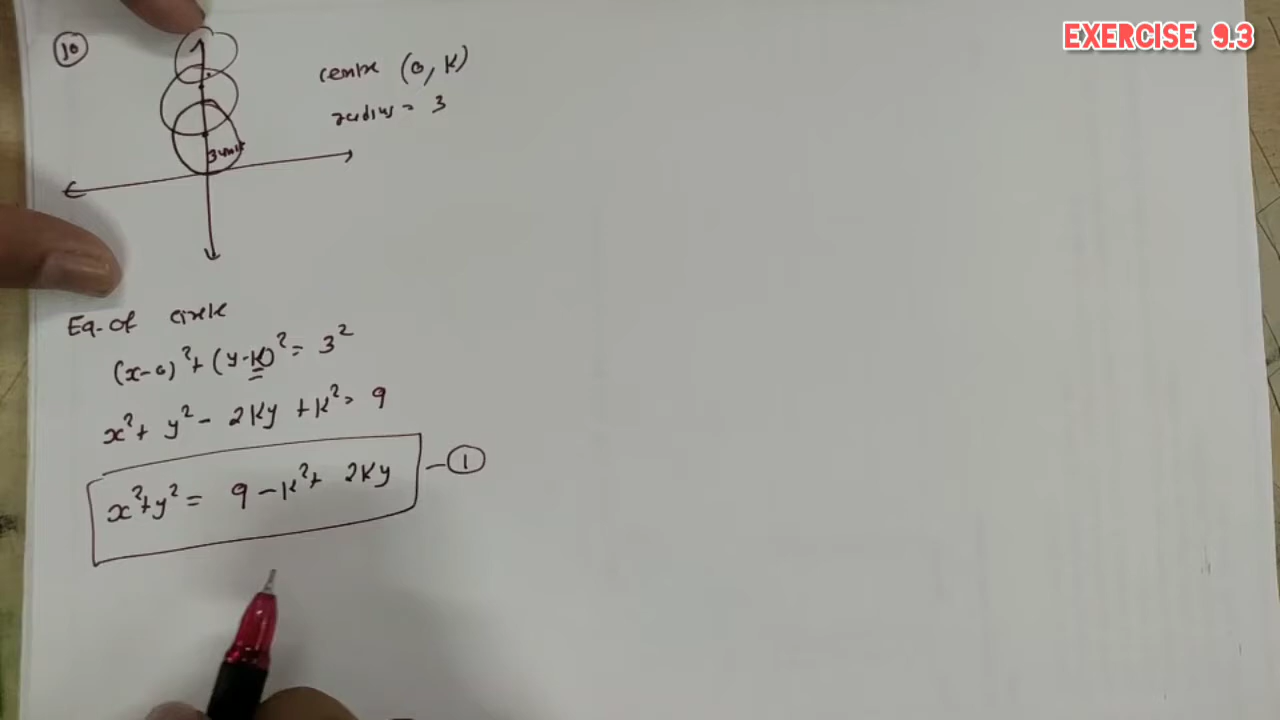 EXERCISE 9.3
10
centre (0, K)
radius = 3
3 unit
Eq. of circle
(x-0)²+(y-K)²= 3²
x²+ y²- 2Ky +K²= 9
x²+y²= 9-K²+ 2Ky -①